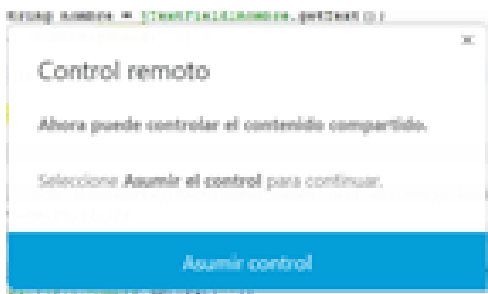 String nombre = jTextFieldnombre.getText();
Control remoto
Ahora puede controlar el contenido compartido.
Seleccione Asumir el control para continuar.
Asumir control